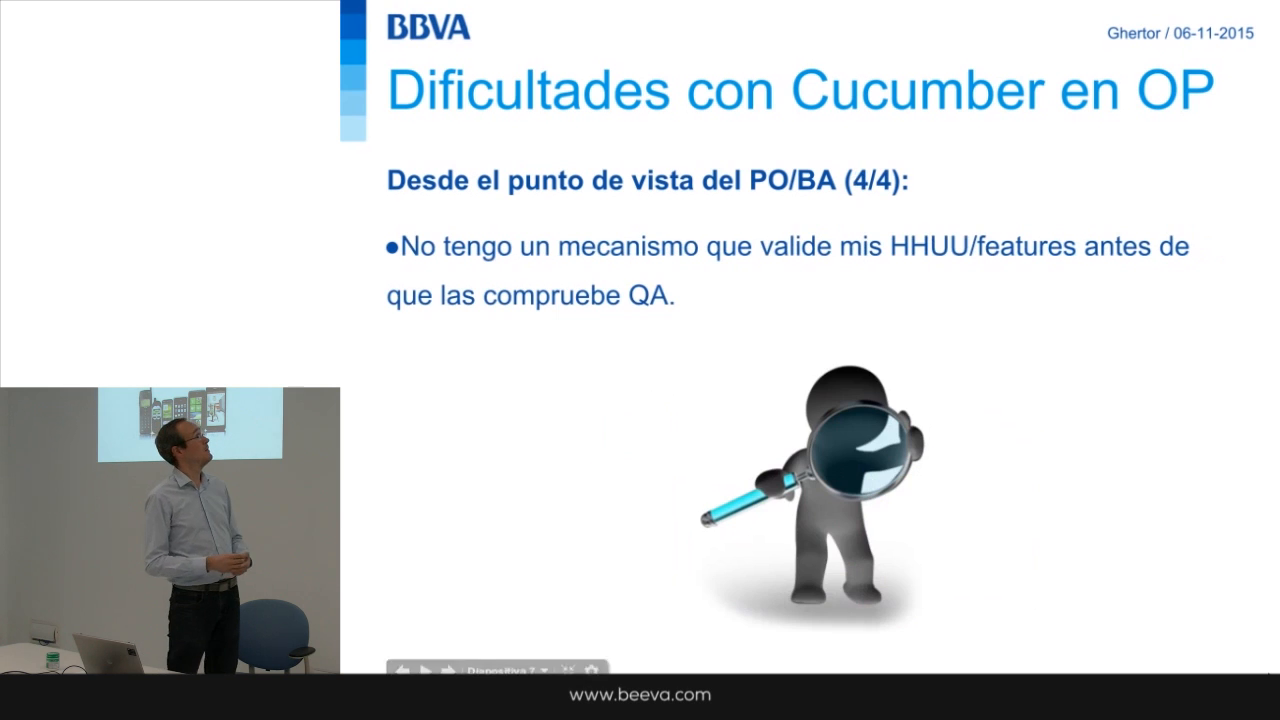 BBVA
Ghertor / 06-11-2015
Dificultades con Cucumber en OP
Desde el punto de vista del PO/BA (4/4):
●No tengo un mecanismo que valide mis HHUU/features antes de
que las compruebe QA.
Diapositiva 7
www.beeva.com